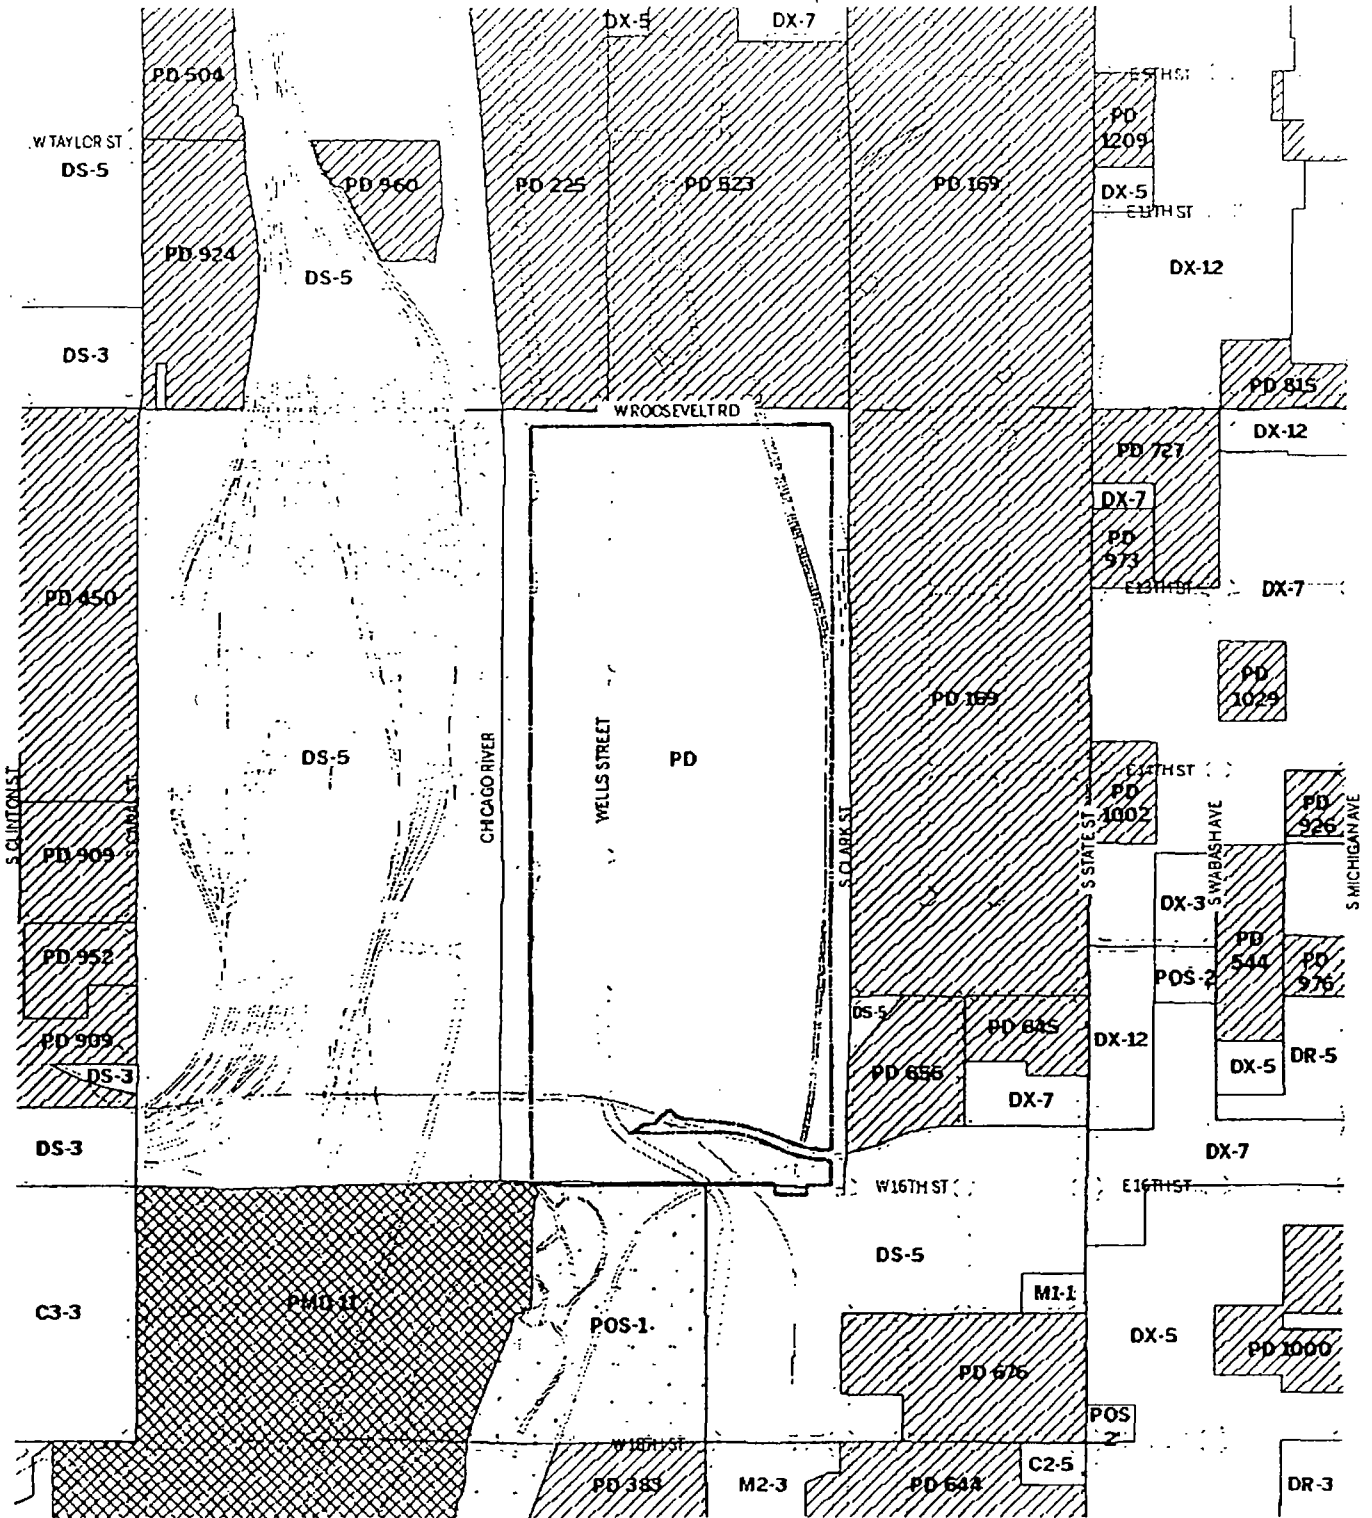 DX-5
DX-7
PD 504
E 9TH ST
PD
1209
W TAYLOR ST
DS-5
PD 960
PD 225
PD 523
PD 169
DX-5
E 11TH ST
PD 924
DS-5
DX-12
DS-3
PD 815
W ROOSEVELT RD
DX-12
PD 727
DX-7
PD
973
E 13TH ST
DX-7
PD 450
PD
1029
PD 169
DS-5
PD
WELLS STREET
CHICAGO RIVER
S CLINTON ST
S CANAL ST
S CLARK ST
S STATE ST
E 14TH ST
PD
1002
S WABASH AVE
PD
926
S MICHIGAN AVE
PD 909
DX-3
PD
544
PD 952
POS-2
PD
976
DS-5
PD 645
PD 909
DX-12
DR-5
DS-3
PD 656
DX-5
DX-7
DS-3
DX-7
W 16TH ST
E 16TH ST
DS-5
M1-1
C3-3
PMD 11
POS-1
DX-5
PD 1000
PD 676
POS
2
W 18TH ST
C2-5
PD 383
M2-3
PD 644
DR-3